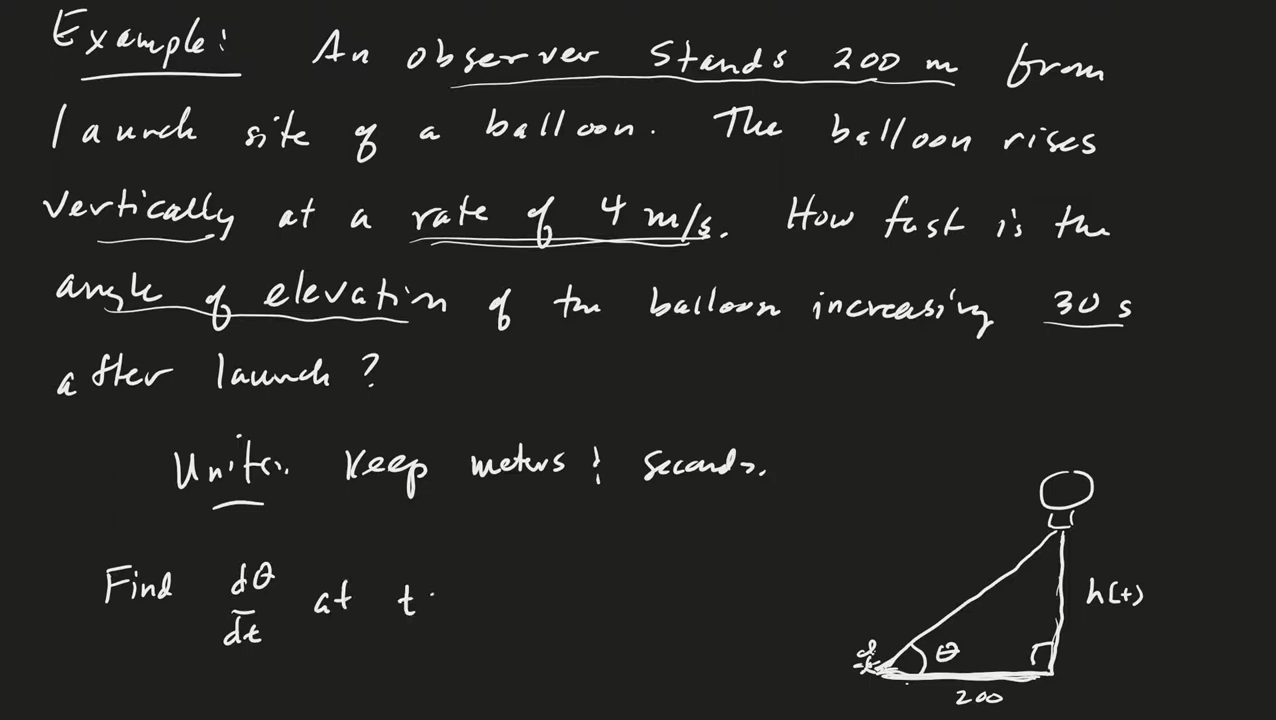 Example: An observer stands 200 m from
launch site of a balloon. The balloon rises
vertically at a rate of 4 m/s. How fast is the
angle of elevation of the balloon increasing 30 s
after launch?
Units: Keep meters & seconds.
Find dθ/dt at t
h(t)
θ
200